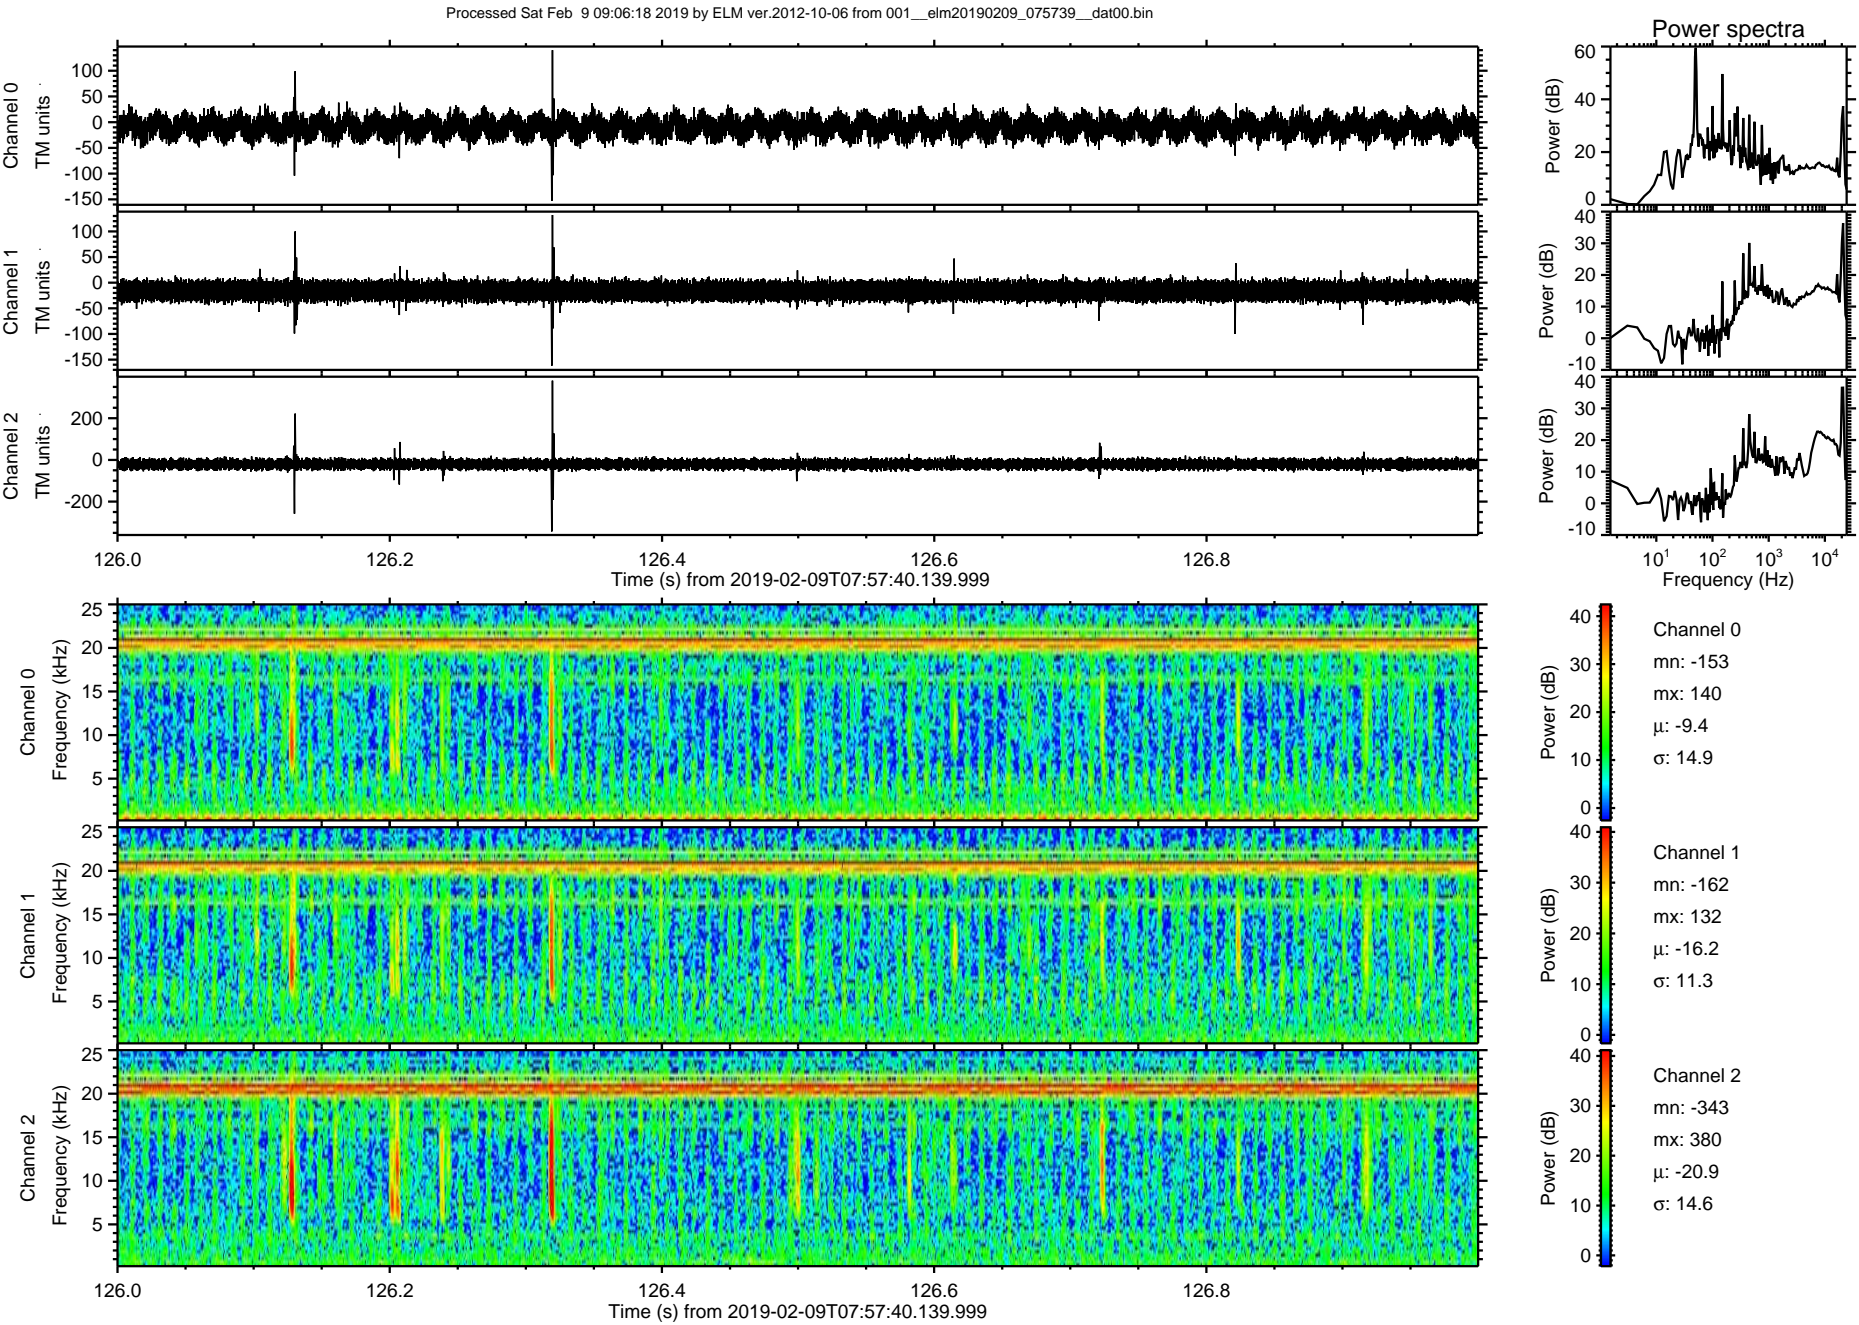 Processed Sat Feb  9 09:06:18 2019 by ELM ver.2012-10-06 from 001__elm20190209_075739__dat00.bin
Power spectra
Channel 0
TM units
100
50
0
-50
-100
-150
Power (dB)
60
40
20
0
Channel 1
TM units
100
50
0
-50
-100
-150
Power (dB)
40
30
20
10
0
-10
Channel 2
TM units
200
0
-200
Power (dB)
40
30
20
10
0
-10
126.0 126.2 126.4 126.6 126.8
Time (s) from 2019-02-09T07:57:40.139.999
10^1 10^2 10^3 10^4
Frequency (Hz)
Channel 0
Frequency (kHz)
25
20
15
10
5
Power (dB)
40
30
20
10
0
Channel 0
mn: -153
mx: 140
μ: -9.4
σ: 14.9
Channel 1
Frequency (kHz)
25
20
15
10
5
Power (dB)
40
30
20
10
0
Channel 1
mn: -162
mx: 132
μ: -16.2
σ: 11.3
Channel 2
Frequency (kHz)
25
20
15
10
5
Power (dB)
40
30
20
10
0
Channel 2
mn: -343
mx: 380
μ: -20.9
σ: 14.6
126.0 126.2 126.4 126.6 126.8
Time (s) from 2019-02-09T07:57:40.139.999